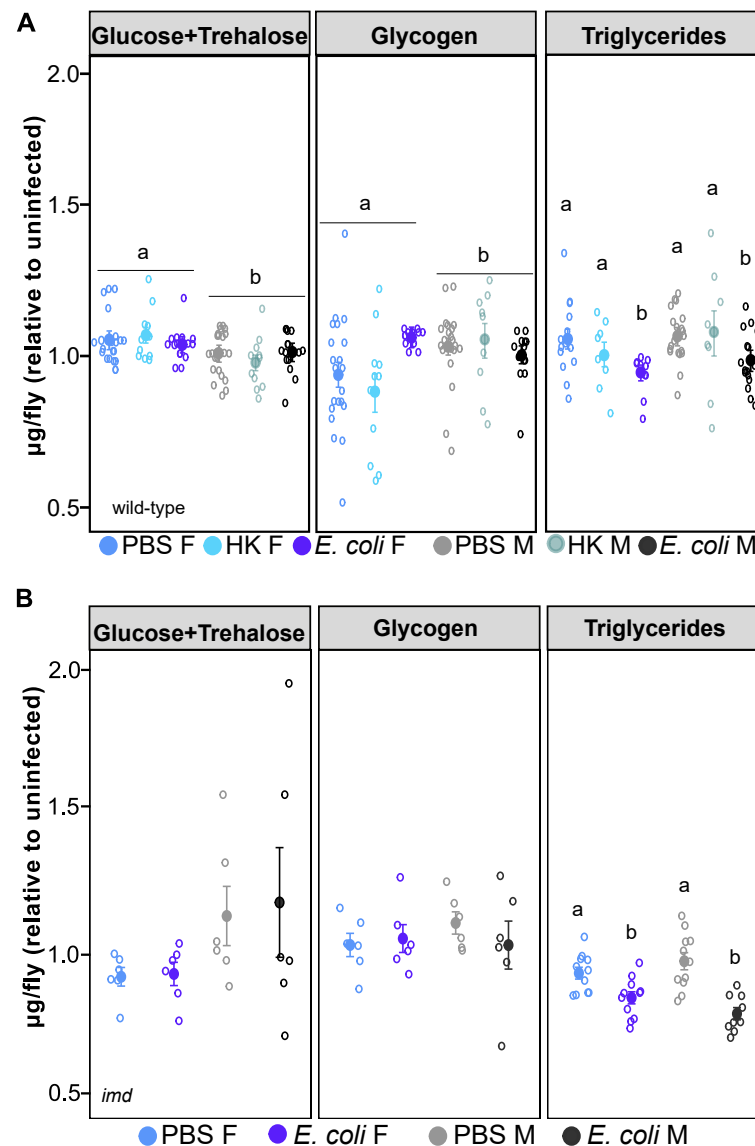 A
Glucose+Trehalose Glycogen Triglycerides
2.0
1.5
1.0
0.5
µg/fly (relative to uninfected)
a
b
a
b
a
a
b
a
a
b
wild-type
PBS F HK F E. coli F PBS M HK M E. coli M
B
Glucose+Trehalose Glycogen Triglycerides
2.0
1.5
1.0
0.5
µg/fly (relative to uninfected)
a
b
a
b
imd
PBS F E. coli F PBS M E. coli M